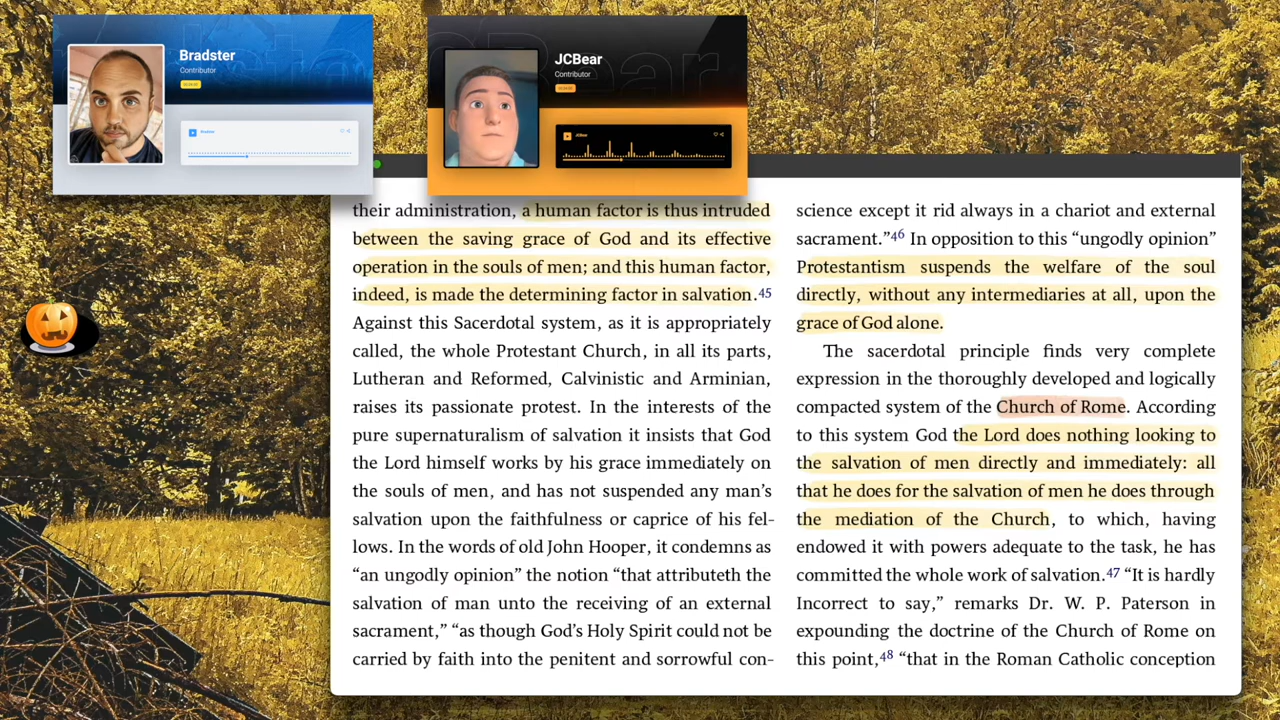 Bradster
Contributor
Bradster
JCBear
Contributor
JCBear
their administration, a human factor is thus intruded
between the saving grace of God and its effective
operation in the souls of men; and this human factor,
indeed, is made the determining factor in salvation.45
Against this Sacerdotal system, as it is appropriately
called, the whole Protestant Church, in all its parts,
Lutheran and Reformed, Calvinistic and Arminian,
raises its passionate protest. In the interests of the
pure supernaturalism of salvation it insists that God
the Lord himself works by his grace immediately on
the souls of men, and has not suspended any man’s
salvation upon the faithfulness or caprice of his fel-
lows. In the words of old John Hooper, it condemns as
“an ungodly opinion” the notion “that attributeth the
salvation of man unto the receiving of an external
sacrament,” “as though God’s Holy Spirit could not be
carried by faith into the penitent and sorrowful con-
science except it rid always in a chariot and external
sacrament.”46 In opposition to this “ungodly opinion”
Protestantism suspends the welfare of the soul
directly, without any intermediaries at all, upon the
grace of God alone.
The sacerdotal principle finds very complete
expression in the thoroughly developed and logically
compacted system of the Church of Rome. According
to this system God the Lord does nothing looking to
the salvation of men directly and immediately: all
that he does for the salvation of men he does through
the mediation of the Church, to which, having
endowed it with powers adequate to the task, he has
committed the whole work of salvation.47 “It is hardly
Incorrect to say,” remarks Dr. W. P. Paterson in
expounding the doctrine of the Church of Rome on
this point,48 “that in the Roman Catholic conception